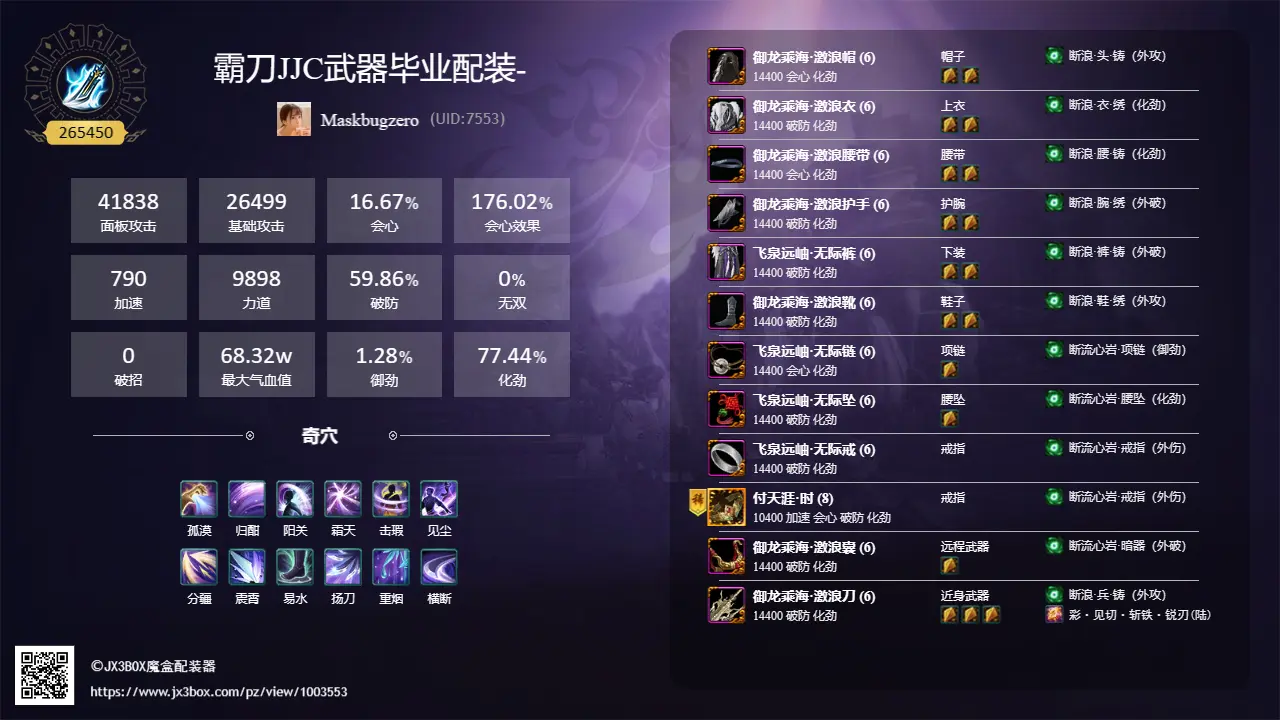 265450
霸刀JJC武器毕业配装-
Maskbugzero (UID:7553)
41838 26499 16.67% 176.02%
面板攻击 基础攻击 会心 会心效果
790 9898 59.86% 0%
加速 力道 破防 无双
0 68.32w 1.28% 77.44%
破招 最大气血值 御劲 化劲
奇穴
孤漠 归酣 阳关 霜天 击瑕 见尘
分疆 震胥 易水 扬刀 重烟 横断
©JX3BOX魔盒配装器
https://www.jx3box.com/pz/view/1003553
御龙乘海·激浪帽 (6) 帽子 断浪·头·铸 (外攻)
14400 会心 化劲
御龙乘海·激浪衣 (6) 上衣 断浪·衣·绣 (化劲)
14400 破防 化劲
御龙乘海·激浪腰带 (6) 腰带 断浪·腰·铸 (化劲)
14400 会心 化劲
御龙乘海·激浪护手 (6) 护腕 断浪·腕·绣 (外破)
14400 破防 化劲
飞泉远岫·无际裤 (6) 下装 断浪·裤·铸 (外破)
14400 破防 化劲
御龙乘海·激浪靴 (6) 鞋子 断浪·鞋·绣 (外攻)
14400 破防 化劲
飞泉远岫·无际链 (6) 项链 断流心岩·项链 (御劲)
14400 会心 化劲
飞泉远岫·无际坠 (6) 腰坠 断流心岩·腰坠 (化劲)
14400 破防 化劲
飞泉远岫·无际戒 (6) 戒指 断流心岩·戒指 (外伤)
14400 破防 化劲
稀
付天涯·时 (8) 戒指 断流心岩·戒指 (外伤)
10400 加速 会心 破防 化劲
御龙乘海·激浪囊 (6) 远程武器 断流心岩·暗器 (外破)
14400 破防 化劲
御龙乘海·激浪刀 (6) 近身武器 断浪·兵·铸 (外攻)
14400 破防 化劲 彩·见切·斩铁·锐刃(陆)